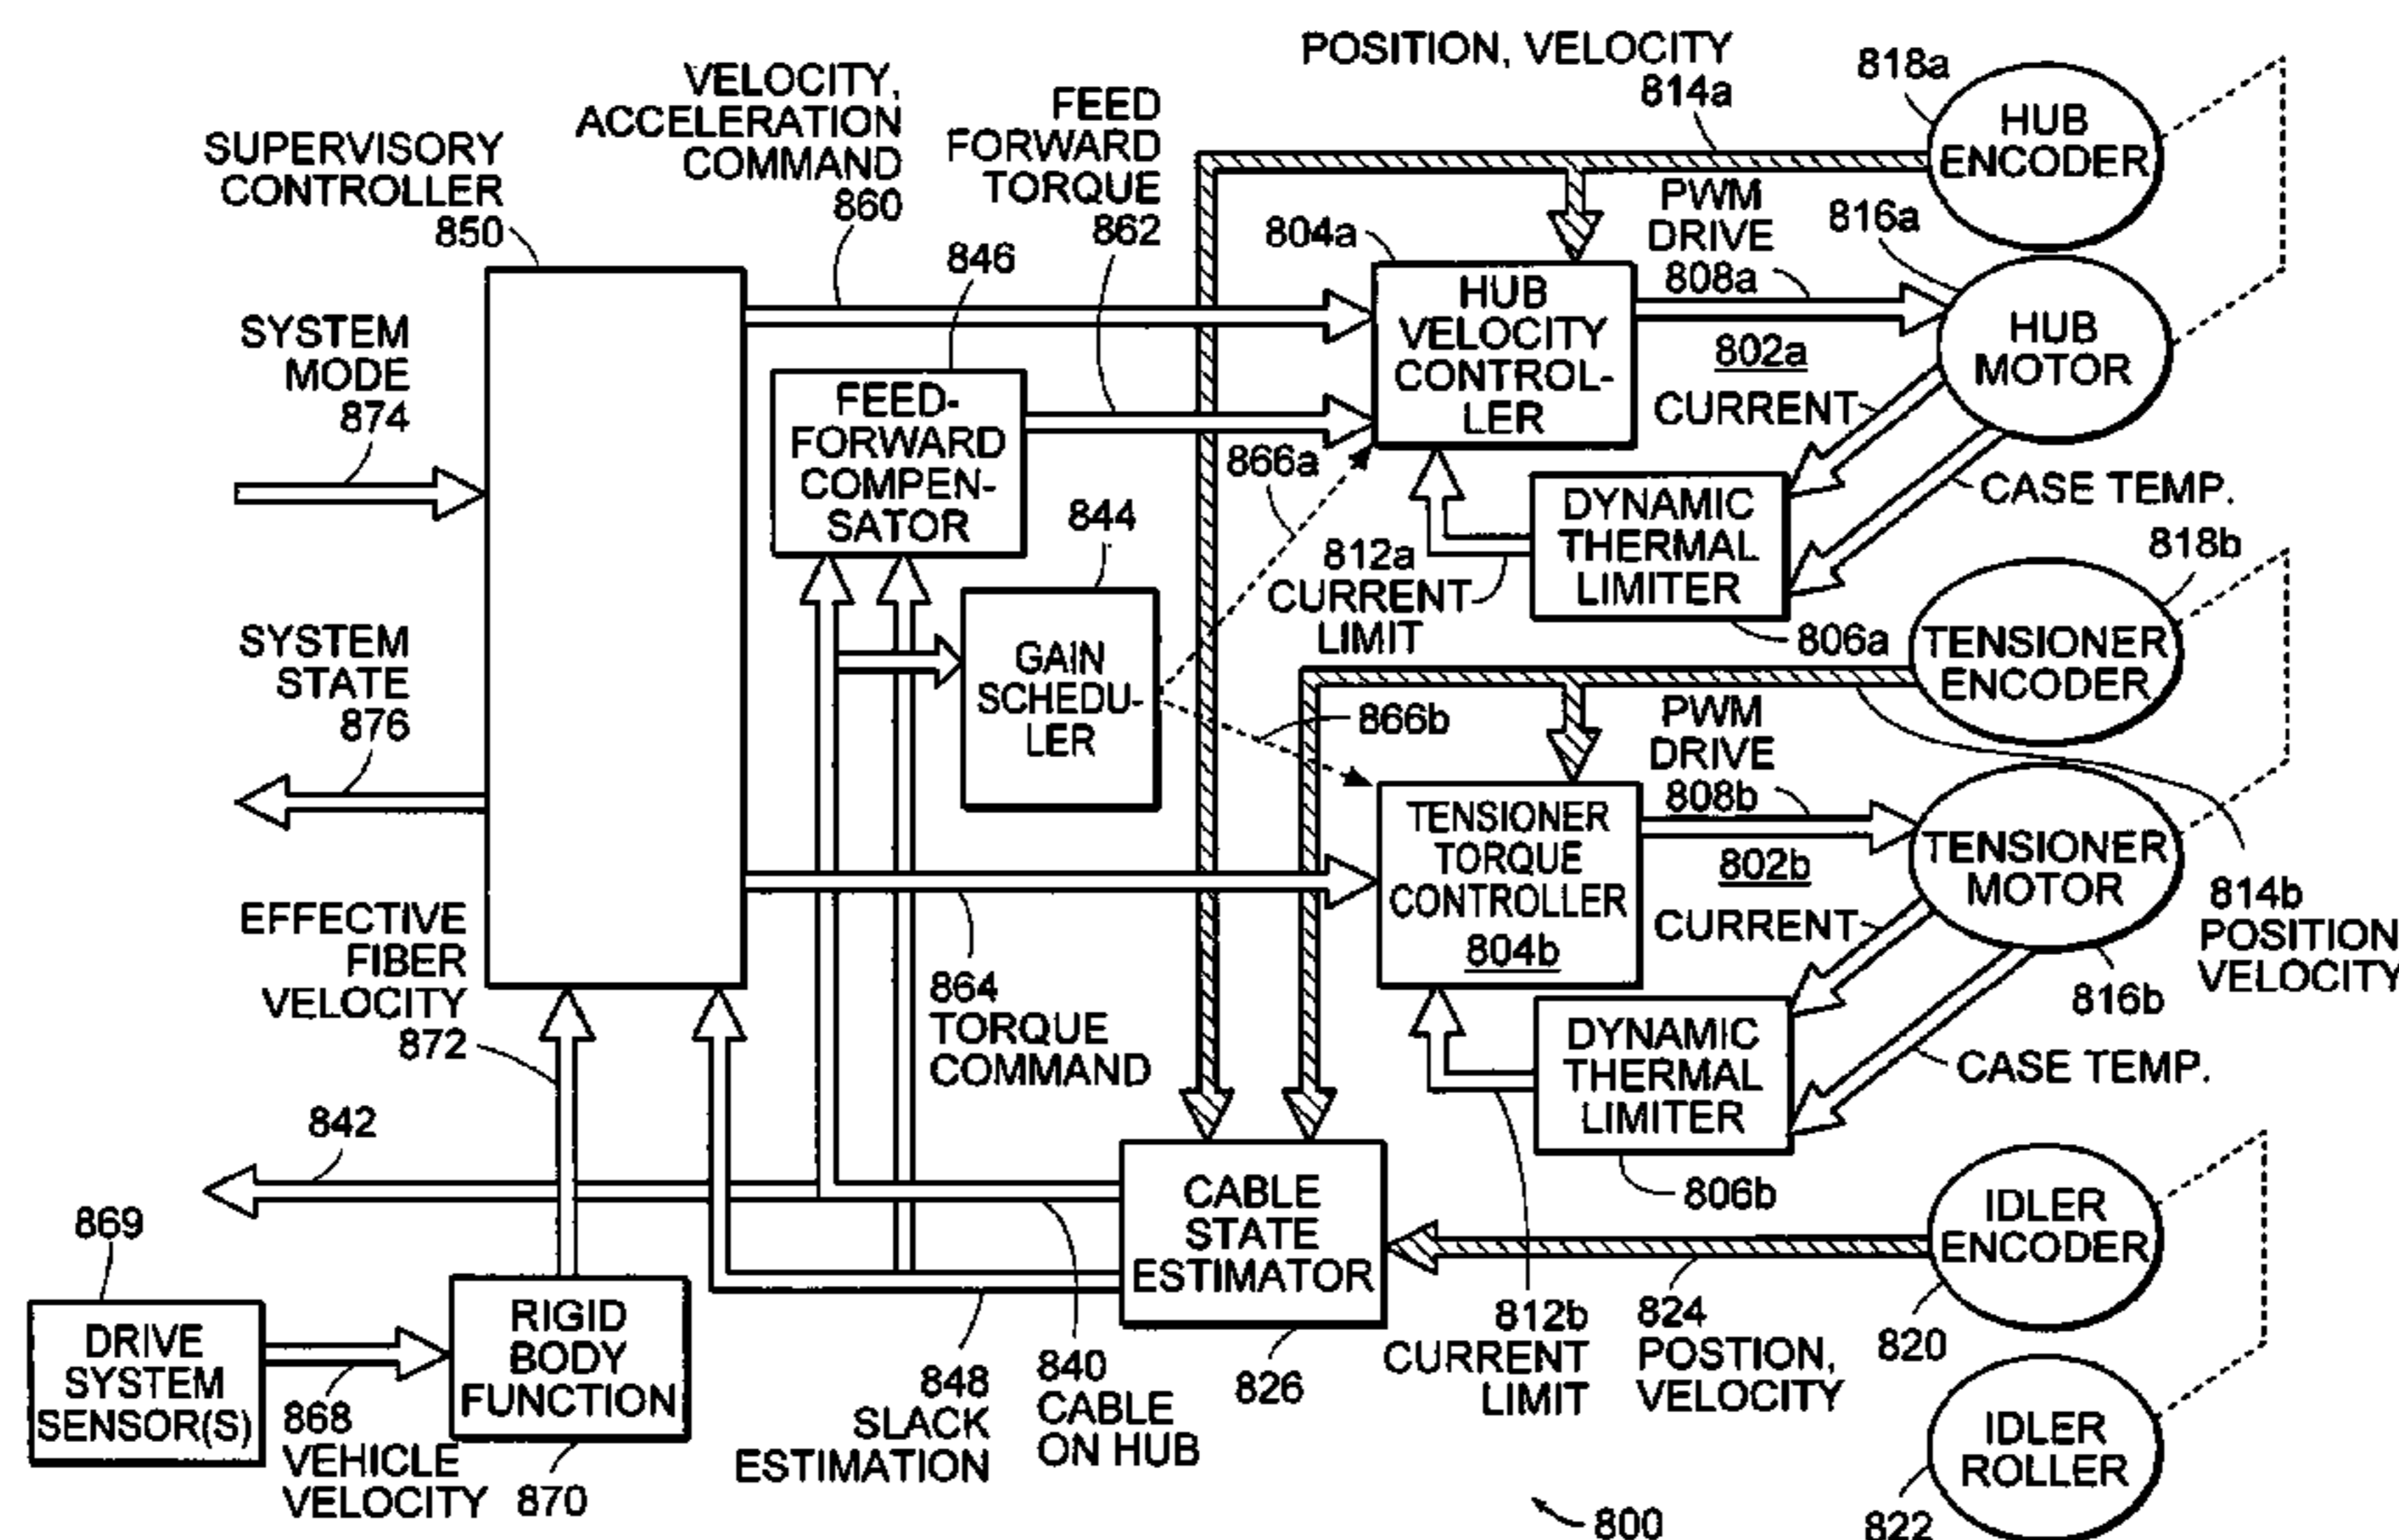 POSITION, VELOCITY
814a
818a
HUB
ENCODER
VELOCITY,
ACCELERATION
COMMAND
860
FEED
FORWARD
TORQUE
862
SUPERVISORY
CONTROLLER
850
846
804a
PWM
DRIVE
808a
816a
HUB
VELOCITY
CONTROL-
LER
802a
HUB
MOTOR
SYSTEM
MODE
874
FEED-
FORWARD
COMPEN-
SATOR
CURRENT
866a
CASE TEMP.
844
812a
CURRENT
LIMIT
DYNAMIC
THERMAL
LIMITER
806a
818b
TENSIONER
ENCODER
SYSTEM
STATE
876
GAIN
SCHEDU-
LER
866b
PWM
DRIVE
808b
TENSIONER
TORQUE
CONTROLLER
804b
802b
TENSIONER
MOTOR
814b
POSITION
VELOCITY
EFFECTIVE
FIBER
VELOCITY
872
864
TORQUE
COMMAND
CURRENT
816b
DYNAMIC
THERMAL
LIMITER
CASE TEMP.
806b
842
CABLE
STATE
ESTIMATOR
IDLER
ENCODER
869
DRIVE
SYSTEM
SENSOR(S)
RIGID
BODY
FUNCTION
868
VEHICLE
VELOCITY
870
848
SLACK
ESTIMATION
840
CABLE
ON HUB
826
812b
CURRENT
LIMIT
824
POSTION,
VELOCITY
820
IDLER
ROLLER
822
800